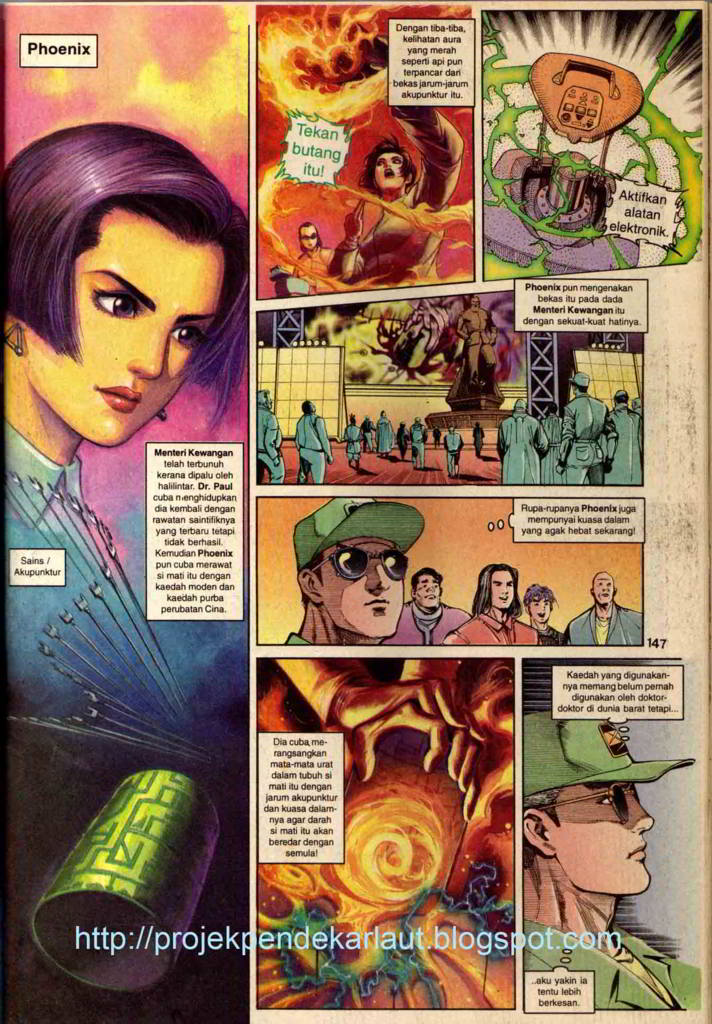 Phoenix
Menteri Kewangan
telah terbunuh
kerana dipalu oleh
halilintar. Dr. Paul
cuba menghidupkan
dia kembali dengan
rawatan saintifiknya
yang terbaru tetapi
tidak berhasil.
Kemudian Phoenix
pun cuba merawat
si mati itu dengan
kaedah moden dan
kaedah purba
perubatan Cina.
Sains /
Akupunktur
Dengan tiba-tiba,
kelihatan aura
yang merah
seperti api pun
terpancar dari
bekas jarum-jarum
akupunktur itu.
Tekan
butang
itu!
Aktifkan
alatan
elektronik.
Phoenix pun mengenakan
bekas itu pada dada
Menteri Kewangan itu
dengan sekuat-kuat hatinya.
Rupa-rupanya Phoenix juga
mempunyai kuasa dalam
yang agak hebat sekarang!
147
Dia cuba me-
rangsangkan
mata-mata urat
dalam tubuh si
mati itu dengan
jarum akupunktur
dan kuasa dalam-
nya agar darah
si mati itu akan
beredar dengan
semula!
Kaedah yang digunakan-
nya memang belum pernah
digunakan oleh doktor-
doktor di dunia barat tetapi...
..aku yakin ia
tentu lebih
berkesan.
http://projekpendekarlaut.blogspot.com